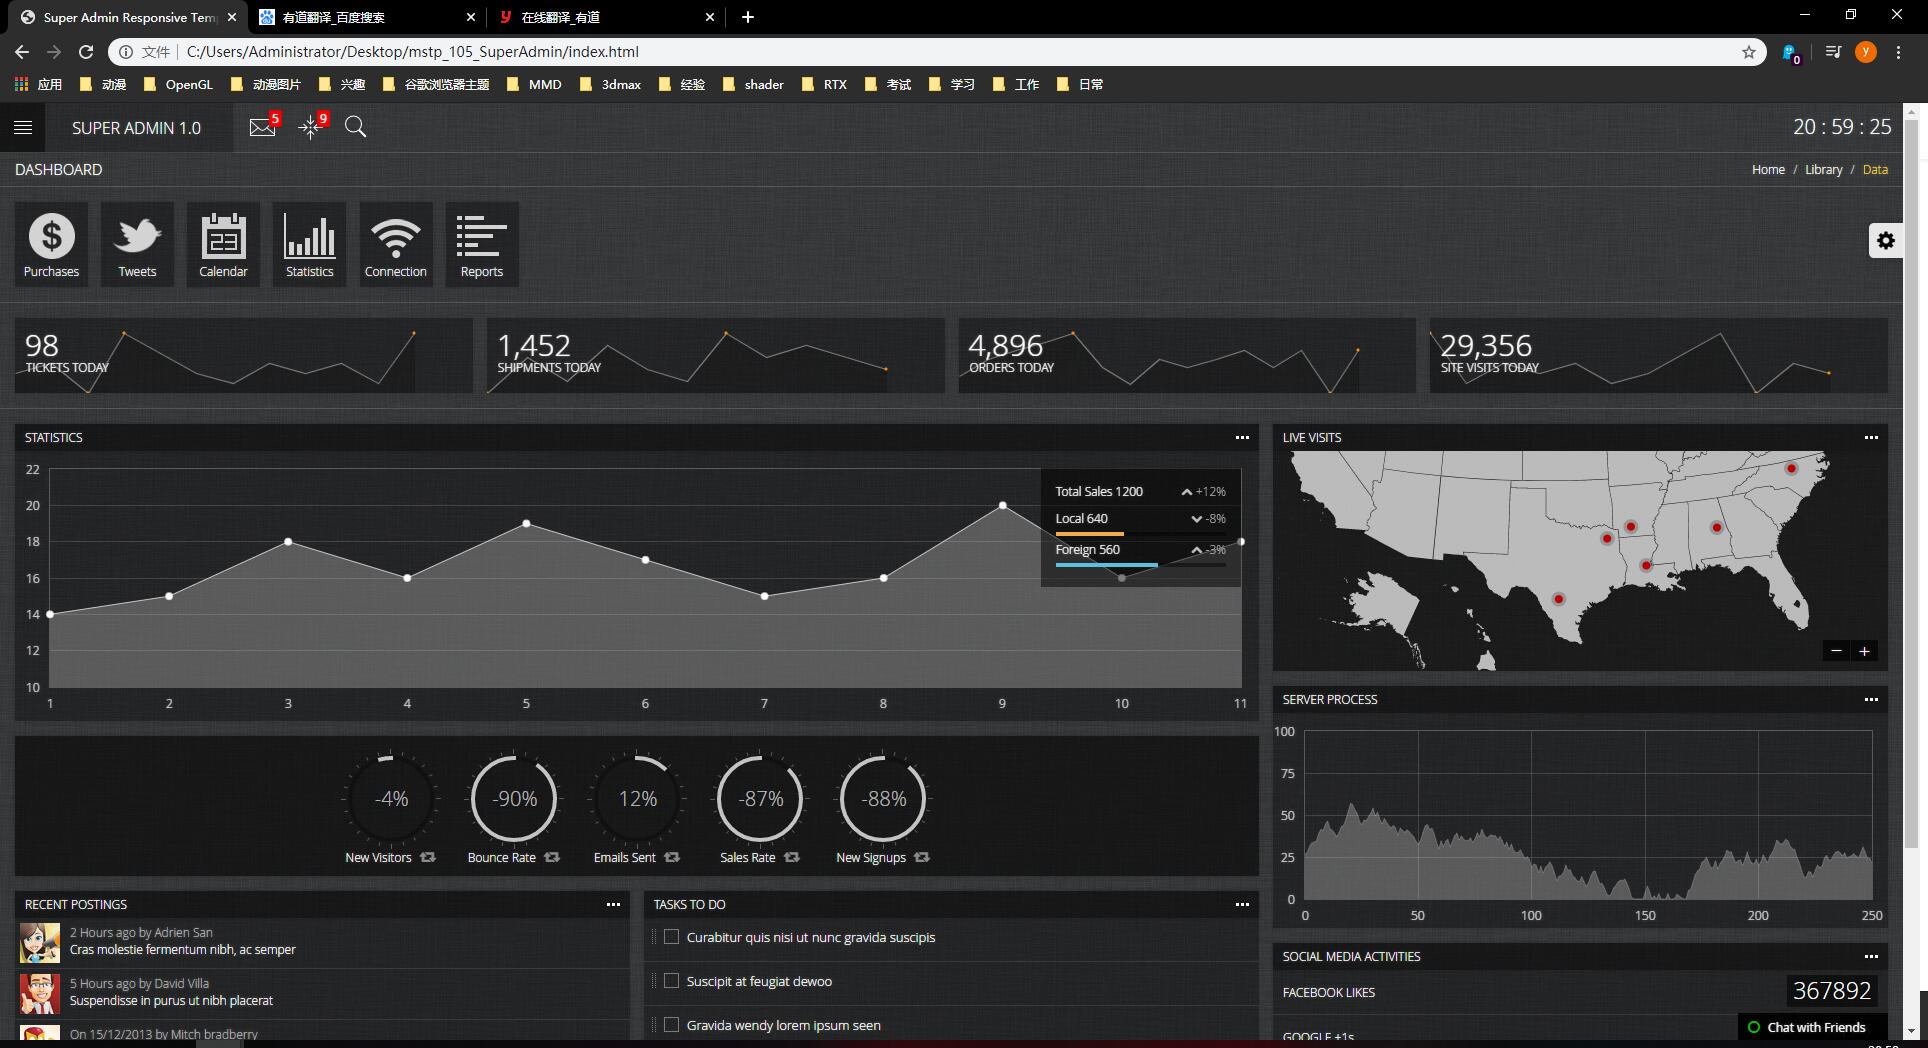 Super Admin Responsive Tem
有道翻译_百度搜索
在线翻译_有道
文件
C:/Users/Administrator/Desktop/mstp_105_SuperAdmin/index.html
0
y
应用 动漫 OpenGL 动漫图片 兴趣 谷歌浏览器主题 MMD 3dmax 经验 shader RTX 考试 学习 工作 日常
SUPER ADMIN 1.0
5
9
20 : 59 : 25
DASHBOARD
Home / Library / Data
23
Purchases Tweets Calendar Statistics Connection Reports
98
TICKETS TODAY
1,452
SHIPMENTS TODAY
4,896
ORDERS TODAY
29,356
SITE VISITS TODAY
STATISTICS
22
20
18
16
14
12
10
1 2 3 4 5 6 7 8 9 10 11
Total Sales 1200 +12%
Local 640 -8%
Foreign 560 -3%
LIVE VISITS
− +
-4% -90% 12% -87% -88%
New Visitors Bounce Rate Emails Sent Sales Rate New Signups
SERVER PROCESS
100
75
50
25
0
0 50 100 150 200 250
RECENT POSTINGS
2 Hours ago by Adrien San
Cras molestie fermentum nibh, ac semper
5 Hours ago by David Villa
Suspendisse in purus ut nibh placerat
On 15/12/2013 by Mitch bradberry
TASKS TO DO
Curabitur quis nisi ut nunc gravida suscipis
Suscipit at feugiat dewoo
Gravida wendy lorem ipsum seen
SOCIAL MEDIA ACTIVITIES
FACEBOOK LIKES 367892
GOOGLE +1s
Chat with Friends